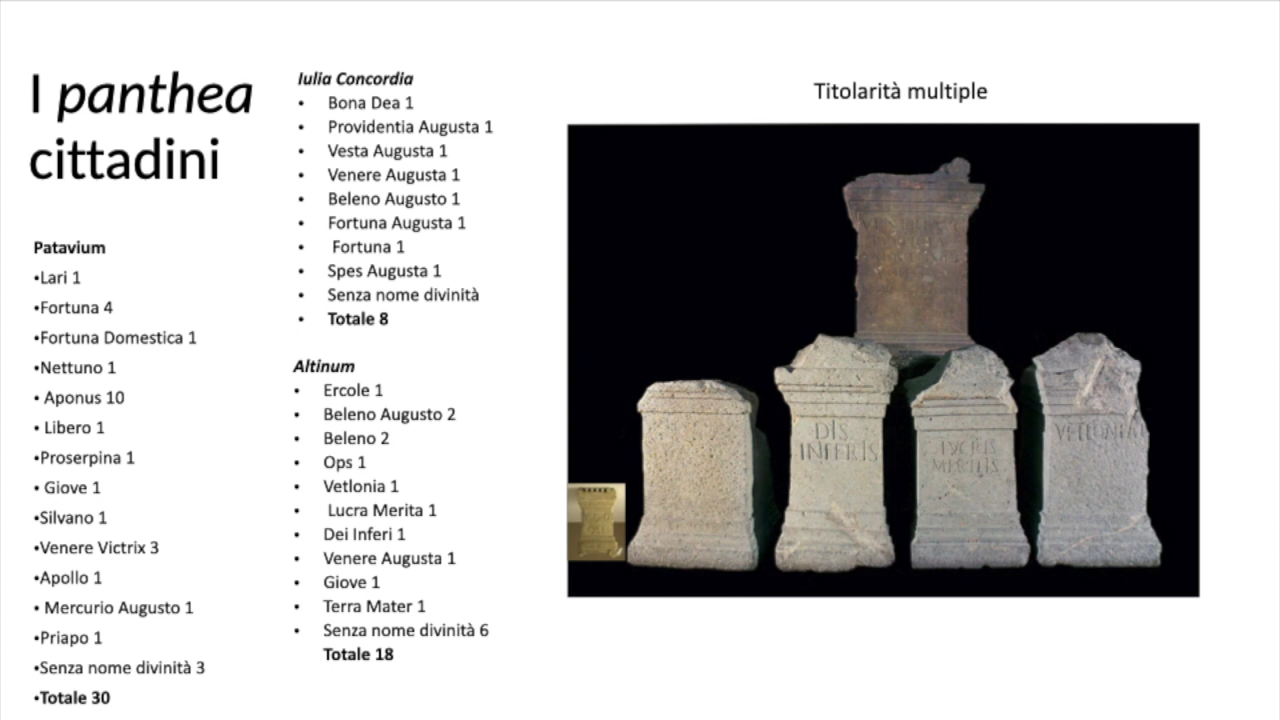 I panthea
cittadini
Patavium
•Lari 1
•Fortuna 4
•Fortuna Domestica 1
•Nettuno 1
• Aponus 10
• Libero 1
•Proserpina 1
• Giove 1
•Silvano 1
•Venere Victrix 3
•Apollo 1
• Mercurio Augusto 1
•Priapo 1
•Senza nome divinità 3
•Totale 30
Iulia Concordia
• Bona Dea 1
• Providentia Augusta 1
• Vesta Augusta 1
• Venere Augusta 1
• Beleno Augusto 1
• Fortuna Augusta 1
• Fortuna 1
• Spes Augusta 1
• Senza nome divinità
• Totale 8
Altinum
• Ercole 1
• Beleno Augusto 2
• Beleno 2
• Ops 1
• Vetlonia 1
• Lucra Merita 1
• Dei Inferi 1
• Venere Augusta 1
• Giove 1
• Terra Mater 1
• Senza nome divinità 6
Totale 18
Titolarità multiple
DIS
INFERIS
LVCRIS
MERITIS
VETLONIAE